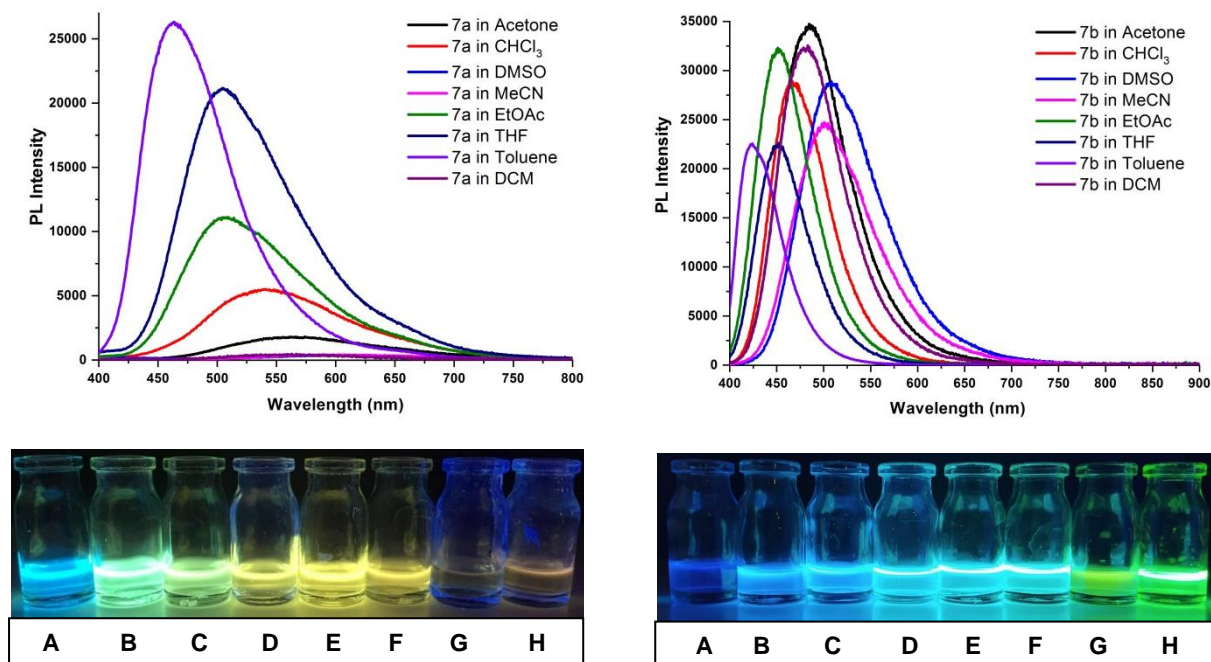 25000
20000
15000
10000
5000
0
PL Intensity
400 450 500 550 600 650 700 750 800
Wavelength (nm)
7a in Acetone
7a in CHCl3
7a in DMSO
7a in MeCN
7a in EtOAc
7a in THF
7a in Toluene
7a in DCM
35000
30000
25000
20000
15000
10000
5000
0
PL Intensity
400 450 500 550 600 650 700 750 800 850 900
Wavelength (nm)
7b in Acetone
7b in CHCl3
7b in DMSO
7b in MeCN
7b in EtOAc
7b in THF
7b in Toluene
7b in DCM
A B C D E F G H
A B C D E F G H